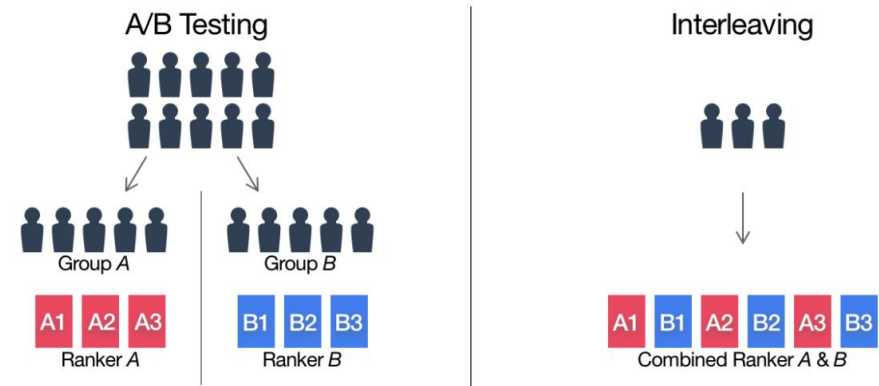 A/B Testing
Group A
Group B
A1 A2 A3
B1 B2 B3
Ranker A
Ranker B
Interleaving
A1 B1 A2 B2 A3 B3
Combined Ranker A & B